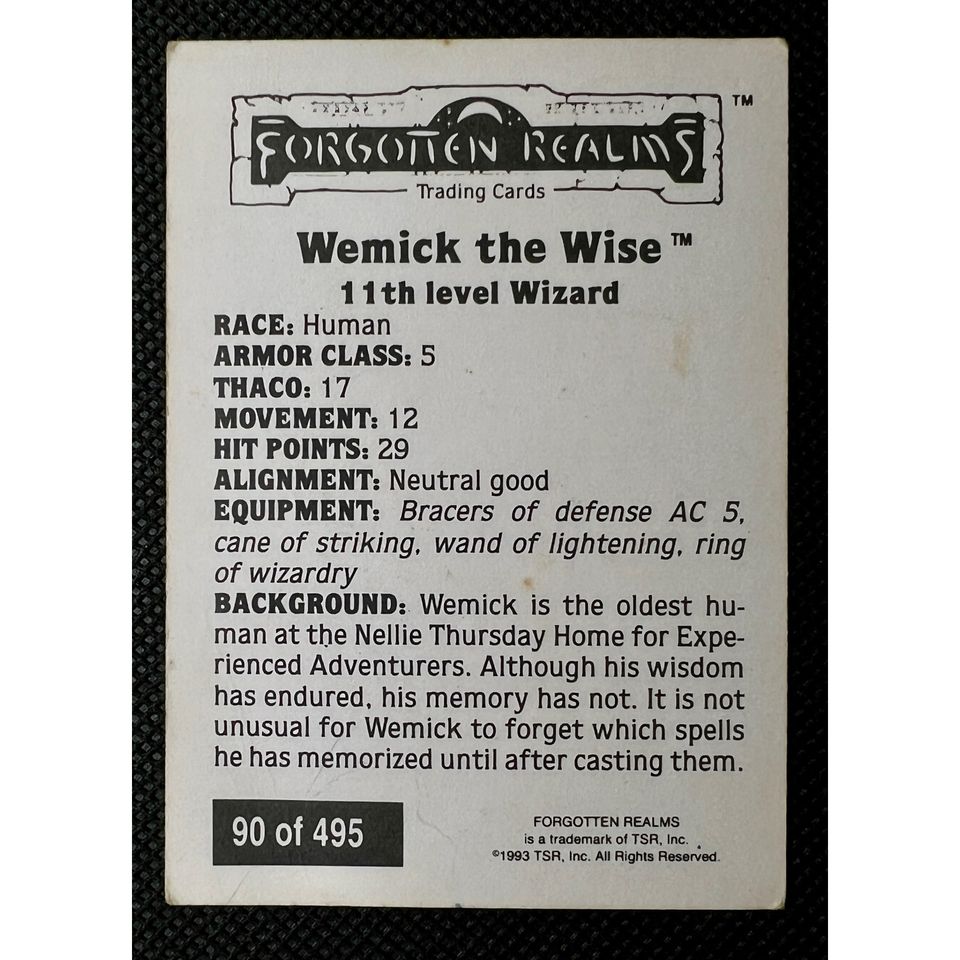 FORGOTTEN REALMS ™
Trading Cards
Wemick the Wise ™
11th level Wizard
RACE: Human
ARMOR CLASS: 5
THACO: 17
MOVEMENT: 12
HIT POINTS: 29
ALIGNMENT: Neutral good
EQUIPMENT: Bracers of defense AC 5,
cane of striking, wand of lightening, ring
of wizardry
BACKGROUND: Wemick is the oldest hu-
man at the Nellie Thursday Home for Expe-
rienced Adventurers. Although his wisdom
has endured, his memory has not. It is not
unusual for Wemick to forget which spells
he has memorized until after casting them.
90 of 495
FORGOTTEN REALMS
is a trademark of TSR, Inc.
©1993 TSR, Inc. All Rights Reserved.